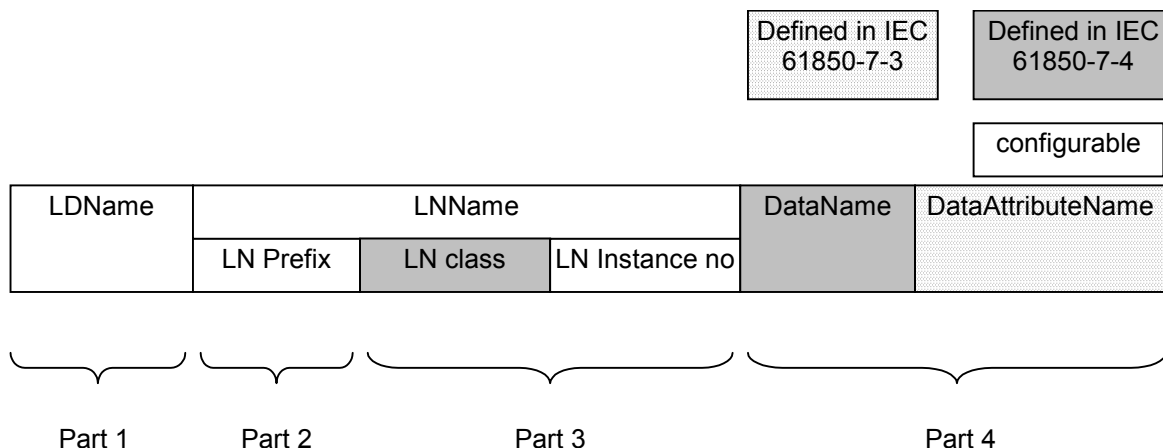 Defined in IEC
61850-7-3
Defined in IEC
61850-7-4
configurable
LDName
LNName
DataName
DataAttributeName
LN Prefix
LN class
LN Instance no
Part 1
Part 2
Part 3
Part 4